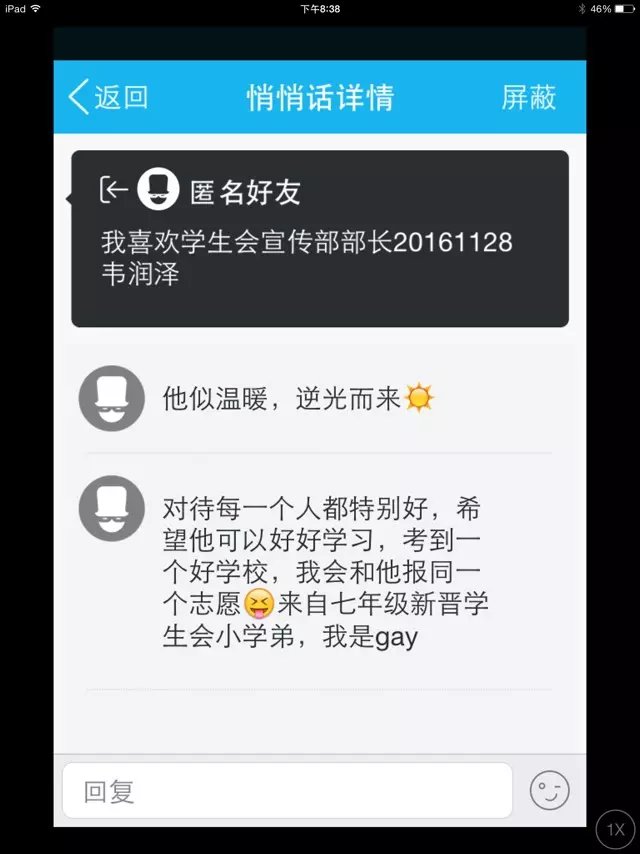 iPad 下午8:38 46%
返回 悄悄话详情 屏蔽
匿名好友
我喜欢学生会宣传部部长20161128
韦润泽
他似温暖，逆光而来☀️
对待每一个人都特别好，希
望他可以好好学习，考到一
个好学校，我会和他报同一
个志愿😝来自七年级新晋学
生会小学弟，我是gay
回复
1X